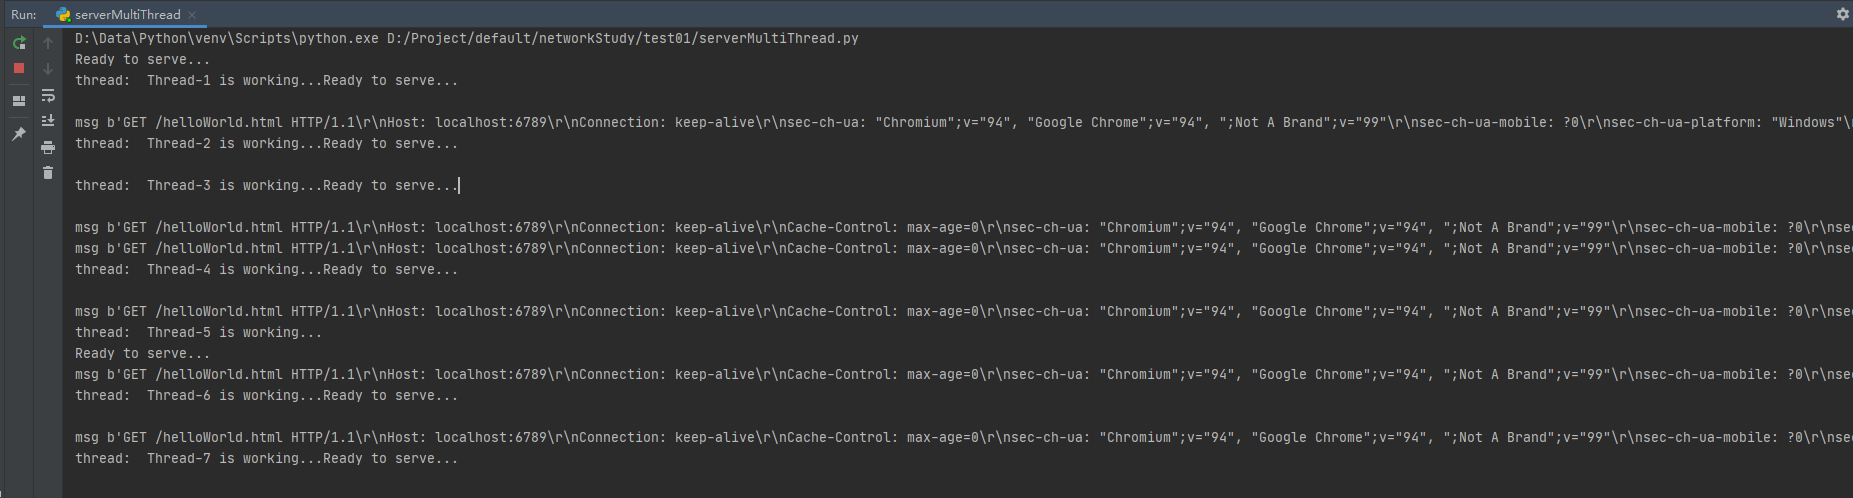 Run: serverMultiThread
D:\Data\Python\venv\Scripts\python.exe D:/Project/default/networkStudy/test01/serverMultiThread.py
Ready to serve...
thread:  Thread-1 is working...Ready to serve...
msg b'GET /helloWorld.html HTTP/1.1\r\nHost: localhost:6789\r\nConnection: keep-alive\r\nsec-ch-ua: "Chromium";v="94", "Google Chrome";v="94", ";Not A Brand";v="99"\r\nsec-ch-ua-mobile: ?0\r\nsec-ch-ua-platform: "Windows"\
thread:  Thread-2 is working...Ready to serve...
thread:  Thread-3 is working...Ready to serve...
msg b'GET /helloWorld.html HTTP/1.1\r\nHost: localhost:6789\r\nConnection: keep-alive\r\nCache-Control: max-age=0\r\nsec-ch-ua: "Chromium";v="94", "Google Chrome";v="94", ";Not A Brand";v="99"\r\nsec-ch-ua-mobile: ?0\r\nsec
msg b'GET /helloWorld.html HTTP/1.1\r\nHost: localhost:6789\r\nConnection: keep-alive\r\nCache-Control: max-age=0\r\nsec-ch-ua: "Chromium";v="94", "Google Chrome";v="94", ";Not A Brand";v="99"\r\nsec-ch-ua-mobile: ?0\r\nsec
thread:  Thread-4 is working...Ready to serve...
msg b'GET /helloWorld.html HTTP/1.1\r\nHost: localhost:6789\r\nConnection: keep-alive\r\nCache-Control: max-age=0\r\nsec-ch-ua: "Chromium";v="94", "Google Chrome";v="94", ";Not A Brand";v="99"\r\nsec-ch-ua-mobile: ?0\r\nsec
thread:  Thread-5 is working...
Ready to serve...
msg b'GET /helloWorld.html HTTP/1.1\r\nHost: localhost:6789\r\nConnection: keep-alive\r\nCache-Control: max-age=0\r\nsec-ch-ua: "Chromium";v="94", "Google Chrome";v="94", ";Not A Brand";v="99"\r\nsec-ch-ua-mobile: ?0\r\nsec
thread:  Thread-6 is working...Ready to serve...
msg b'GET /helloWorld.html HTTP/1.1\r\nHost: localhost:6789\r\nConnection: keep-alive\r\nCache-Control: max-age=0\r\nsec-ch-ua: "Chromium";v="94", "Google Chrome";v="94", ";Not A Brand";v="99"\r\nsec-ch-ua-mobile: ?0\r\nsec
thread:  Thread-7 is working...Ready to serve...